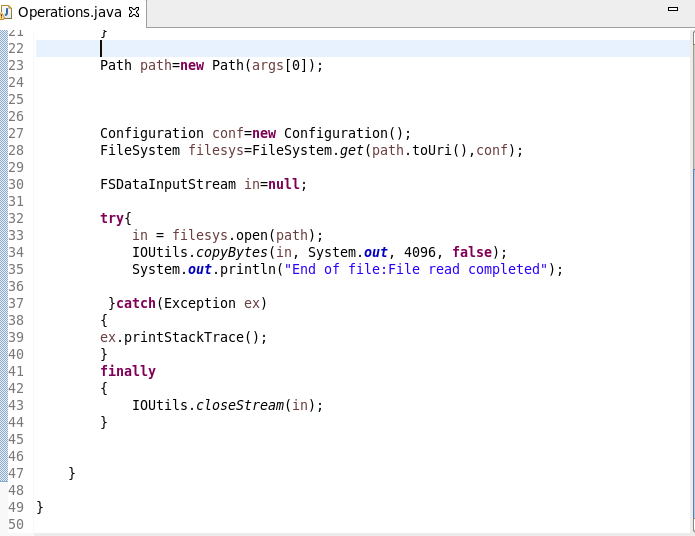 Operations.java
21 }
22
23 Path path=new Path(args[0]);
24
25
26
27 Configuration conf=new Configuration();
28 FileSystem filesys=FileSystem.get(path.toUri(),conf);
29
30 FSDataInputStream in=null;
31
32 try{
33 in = filesys.open(path);
34 IOUtils.copyBytes(in, System.out, 4096, false);
35 System.out.println("End of file:File read completed");
36
37 }catch(Exception ex)
38 {
39 ex.printStackTrace();
40 }
41 finally
42 {
43 IOUtils.closeStream(in);
44 }
45
46
47 }
48
49 }
50